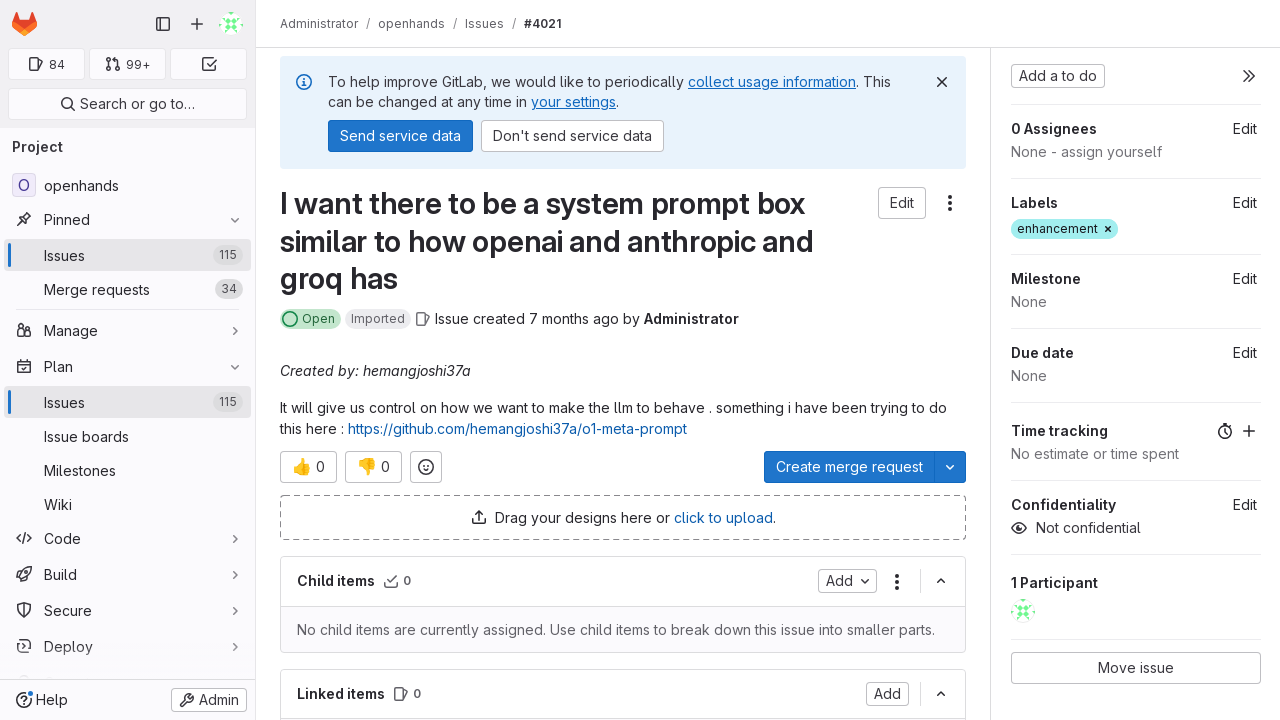 84
99+
Search or go to…
Project
O openhands
Pinned
Issues 115
Merge requests 34
Manage
Plan
Issues 115
Issue boards
Milestones
Wiki
Code
Build
Secure
Deploy
Help
Admin
Administrator / openhands / Issues / #4021
To help improve GitLab, we would like to periodically collect usage information. This
can be changed at any time in your settings.
Send service data
Don't send service data
I want there to be a system prompt box
similar to how openai and anthropic and
groq has
Edit
Open Imported Issue created 7 months ago by Administrator
Created by: hemangjoshi37a
It will give us control on how we want to make the llm to behave . something i have been trying to do
this here : https://github.com/hemangjoshi37a/o1-meta-prompt
👍 0
👎 0
Create merge request
Drag your designs here or click to upload.
Child items 0
Add
No child items are currently assigned. Use child items to break down this issue into smaller parts.
Linked items 0
Add
Add a to do
0 Assignees Edit
None - assign yourself
Labels Edit
enhancement ×
Milestone Edit
None
Due date Edit
None
Time tracking
No estimate or time spent
Confidentiality Edit
Not confidential
1 Participant
Move issue